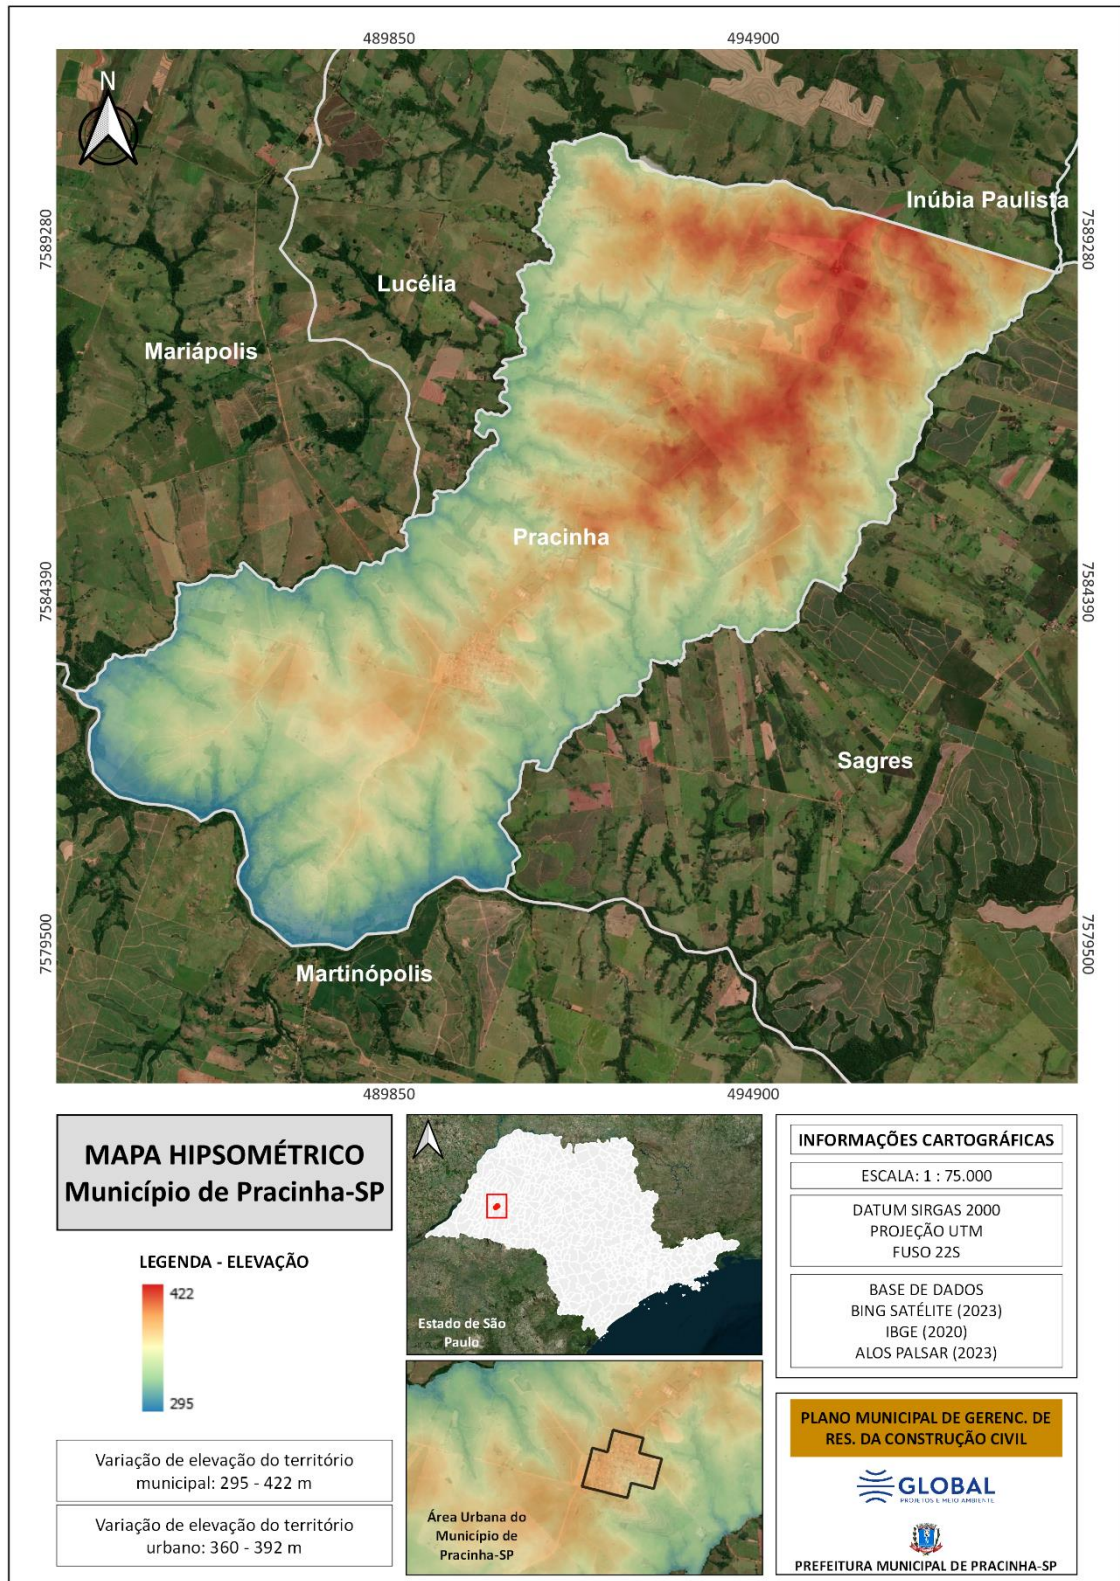 489850
494900
N
Inúbia Paulista
7589280
7589280
Lucélia
Mariápolis
Pracinha
7584390
7584390
Sagres
7579500
7579500
Martinópolis
489850
494900
MAPA HIPSOMÉTRICO
Município de Pracinha-SP
LEGENDA - ELEVAÇÃO
422
295
Variação de elevação do território
municipal: 295 - 422 m
Variação de elevação do território
urbano: 360 - 392 m
Estado de São
Paulo
Área Urbana do
Município de
Pracinha-SP
INFORMAÇÕES CARTOGRÁFICAS
ESCALA: 1 : 75.000
DATUM SIRGAS 2000
PROJEÇÃO UTM
FUSO 22S
BASE DE DADOS
BING SATÉLITE (2023)
IBGE (2020)
ALOS PALSAR (2023)
PLANO MUNICIPAL DE GERENC. DE
RES. DA CONSTRUÇÃO CIVIL
GLOBAL
PROJETOS E MEIO AMBIENTE
PREFEITURA MUNICIPAL DE PRACINHA-SP